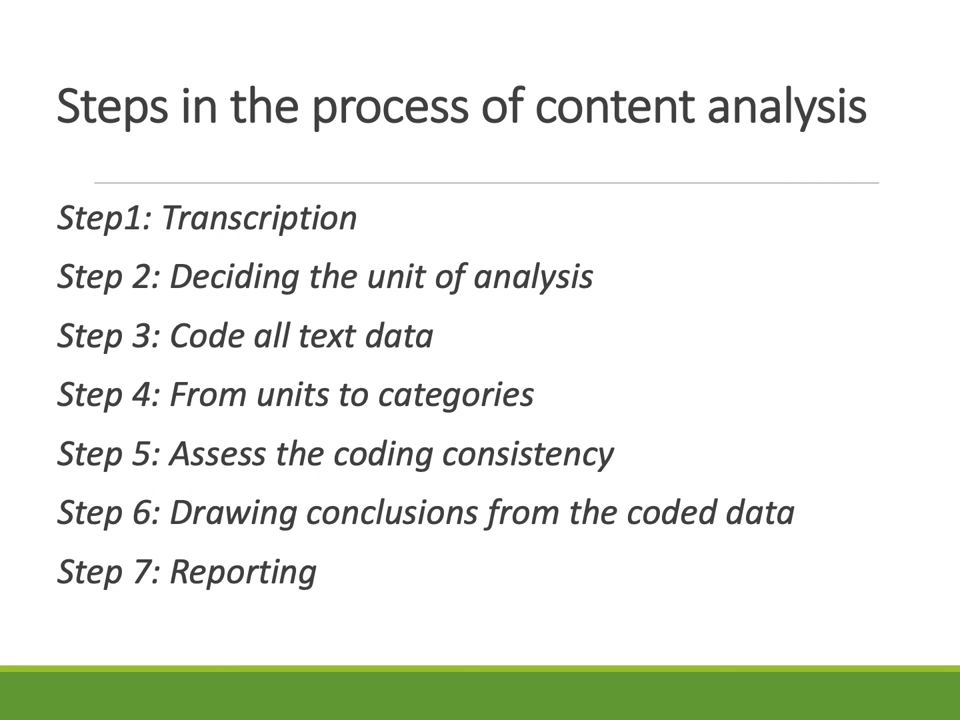 Steps in the process of content analysis
Step1: Transcription
Step 2: Deciding the unit of analysis
Step 3: Code all text data
Step 4: From units to categories
Step 5: Assess the coding consistency
Step 6: Drawing conclusions from the coded data
Step 7: Reporting